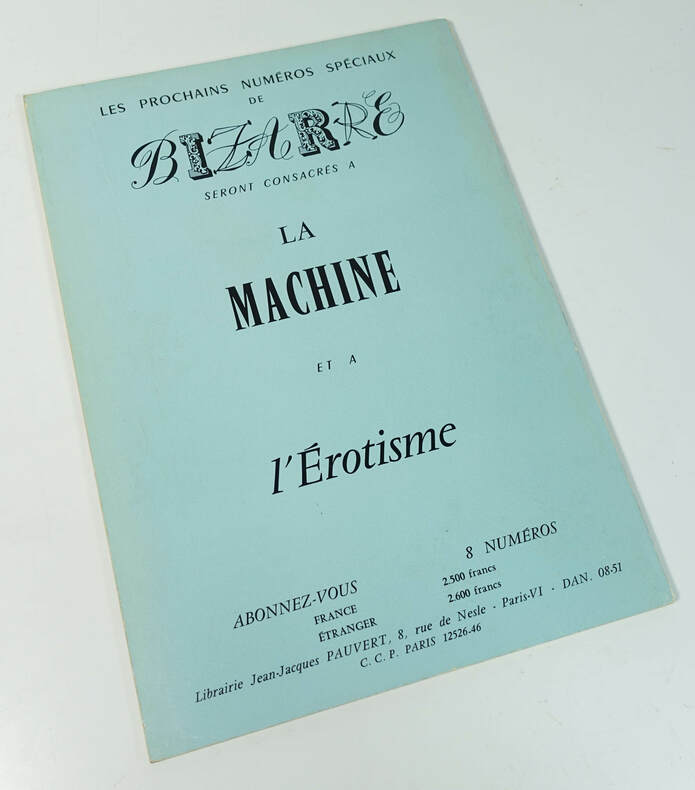 LES PROCHAINS NUMÉROS SPÉCIAUX
DE
BIZARRE
SERONT CONSACRÉS A
LA
MACHINE
ET A
l'Érotisme
ABONNEZ-VOUS 8 NUMÉROS
FRANCE 2.500 francs
ÉTRANGER 2.600 francs
Librairie Jean-Jacques PAUVERT, 8, rue de Nesle - Paris-VI - DAN. 08-51
C.C.P. PARIS 12526-46